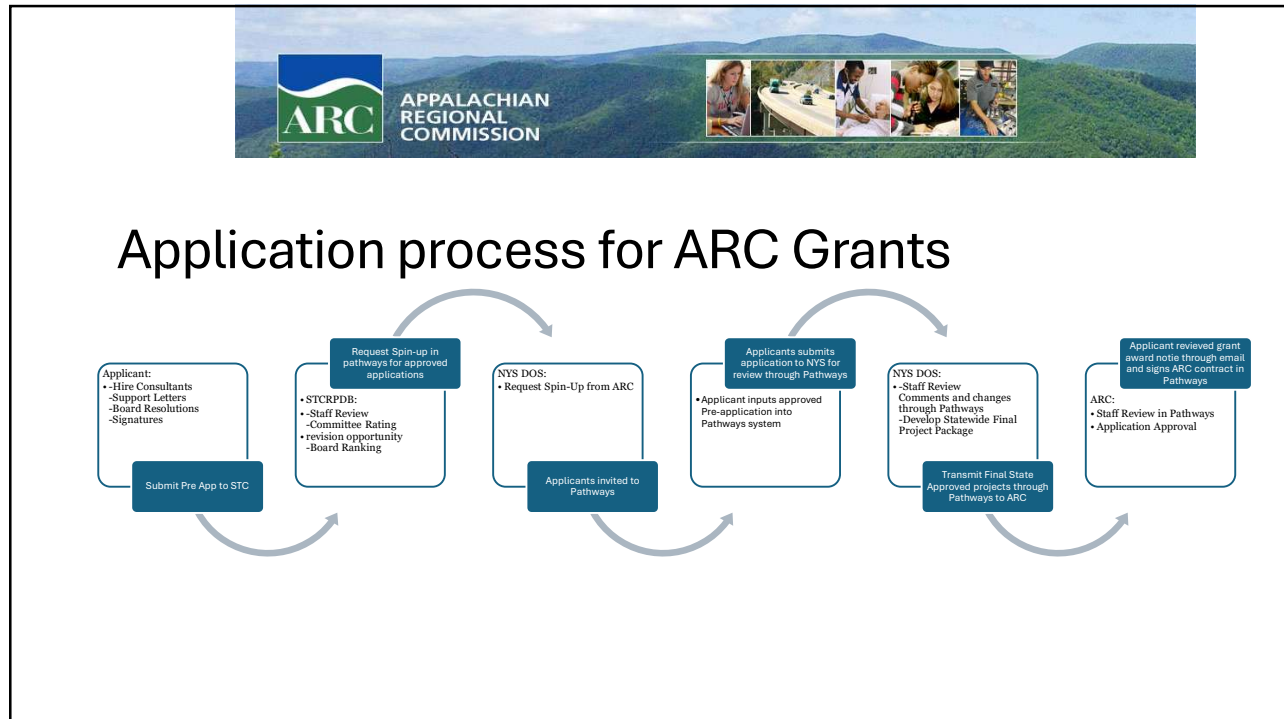 ARC
APPALACHIAN
REGIONAL
COMMISSION
Application process for ARC Grants
Applicant:
• -Hire Consultants
-Support Letters
-Board Resolutions
-Signatures
Submit Pre App to STC
Request Spin-up in
pathways for approved
applications
• STCRPDB:
• -Staff Review
-Committee Rating
• revision opportunity
-Board Ranking
NYS DOS:
• Request Spin-Up from ARC
Applicants invited to
Pathways
Applicants submits
application to NYS for
review through Pathways
•Applicant inputs approved
Pre-application into
Pathways system
NYS DOS:
• -Staff Review
Comments and changes
through Pathways
-Develop Statewide Final
Project Package
Transmit Final State
Approved projects through
Pathways to ARC
Applicant revieved grant
award notie through email
and signs ARC contract in
Pathways
ARC:
• Staff Review in Pathways
• Application Approval